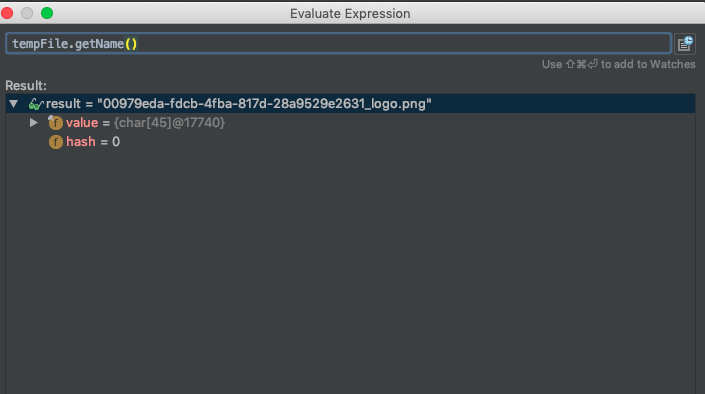 Evaluate Expression
tempFile.getName()
Use ⇧⌘⏎ to add to Watches
Result:
result = "00979eda-fdcb-4fba-817d-28a9529e2631_logo.png"
f value = {char[45]@17740}
f hash = 0